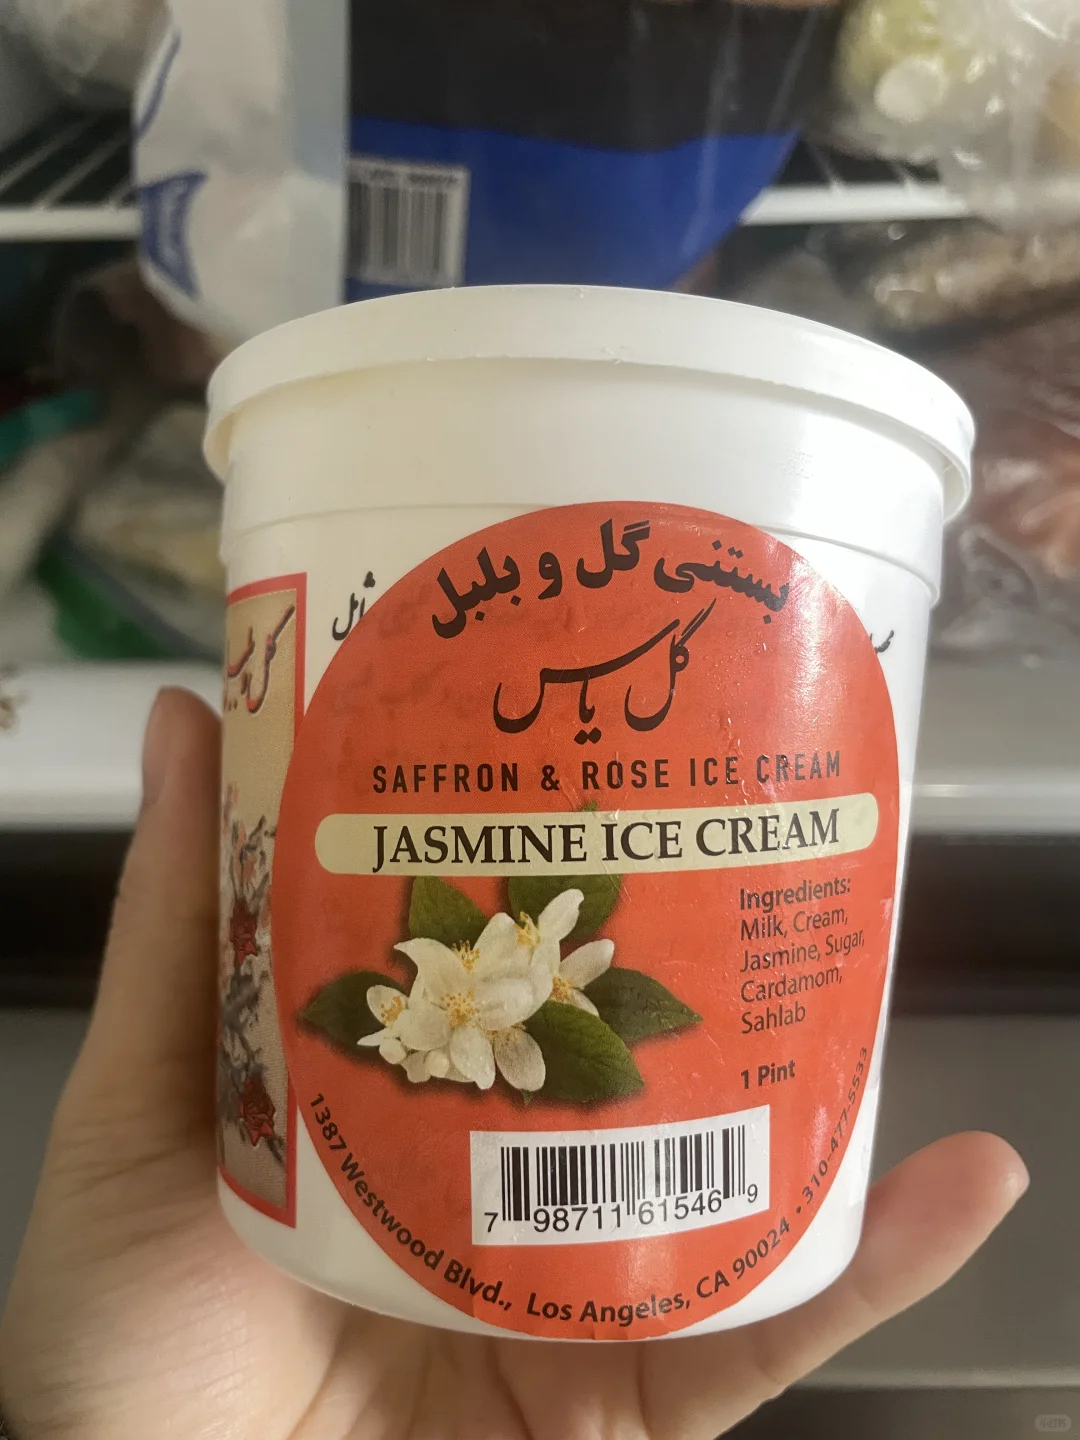 بستنی گل و بلبل
گل یاس
SAFFRON & ROSE ICE CREAM
JASMINE ICE CREAM
Ingredients:
Milk, Cream,
Jasmine, Sugar,
Cardamom,
Sahlab
1 Pint
7 98711 61546 9
1387 Westwood Blvd., Los Angeles, CA 90024 · 310-477-5533